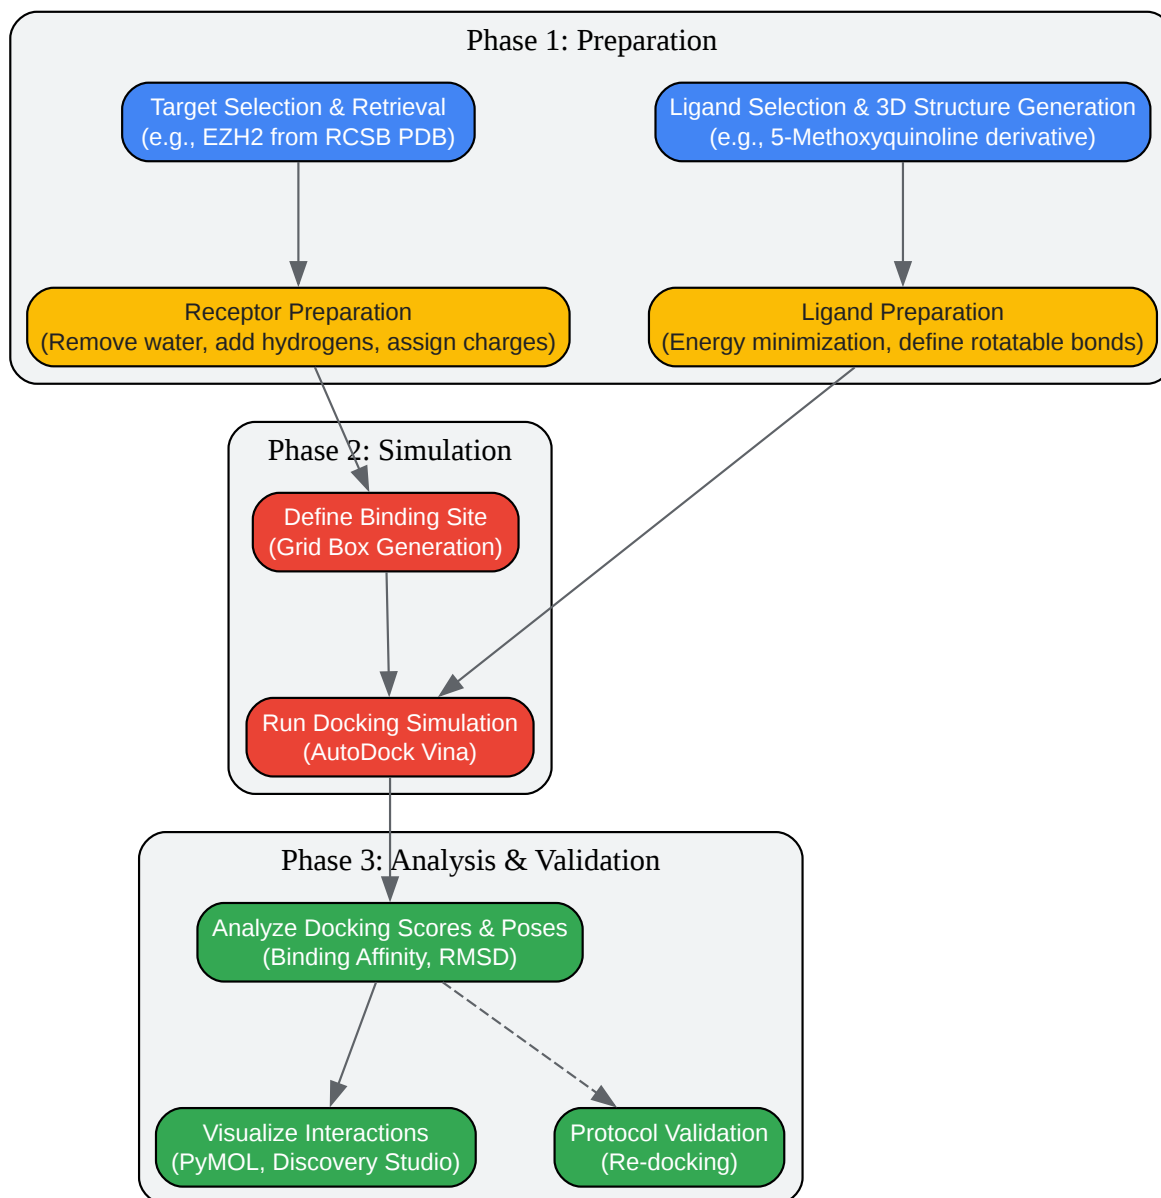 Phase 1: Preparation
Target Selection & Retrieval
(e.g., EZH2 from RCSB PDB)
Ligand Selection & 3D Structure Generation
(e.g., 5-Methoxyquinoline derivative)
Receptor Preparation
(Remove water, add hydrogens, assign charges)
Ligand Preparation
(Energy minimization, define rotatable bonds)
Phase 2: Simulation
Define Binding Site
(Grid Box Generation)
Run Docking Simulation
(AutoDock Vina)
Phase 3: Analysis & Validation
Analyze Docking Scores & Poses
(Binding Affinity, RMSD)
Visualize Interactions
(PyMOL, Discovery Studio)
Protocol Validation
(Re-docking)